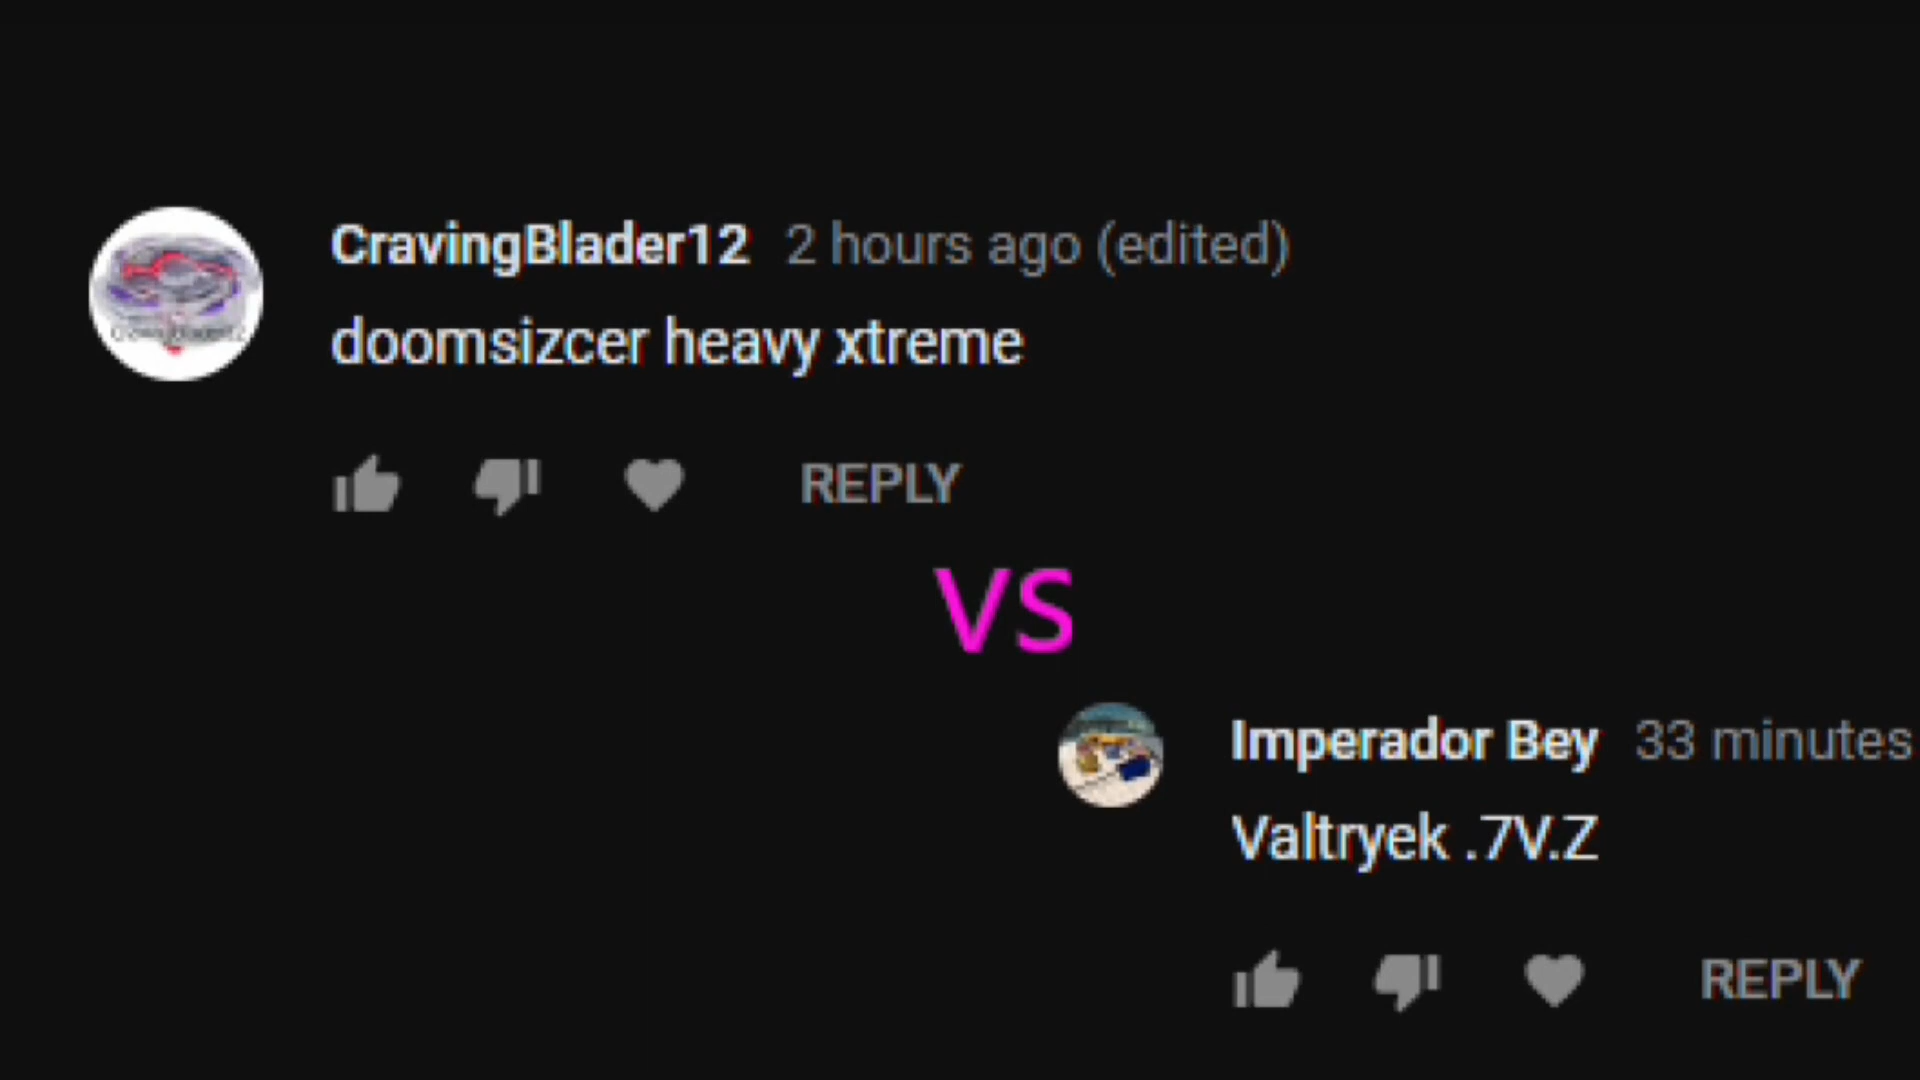 CravingBlader12 2 hours ago (edited)
doomsizcer heavy xtreme
REPLY
VS
Imperador Bey 33 minutes
Valtryek .7V.Z
REPLY